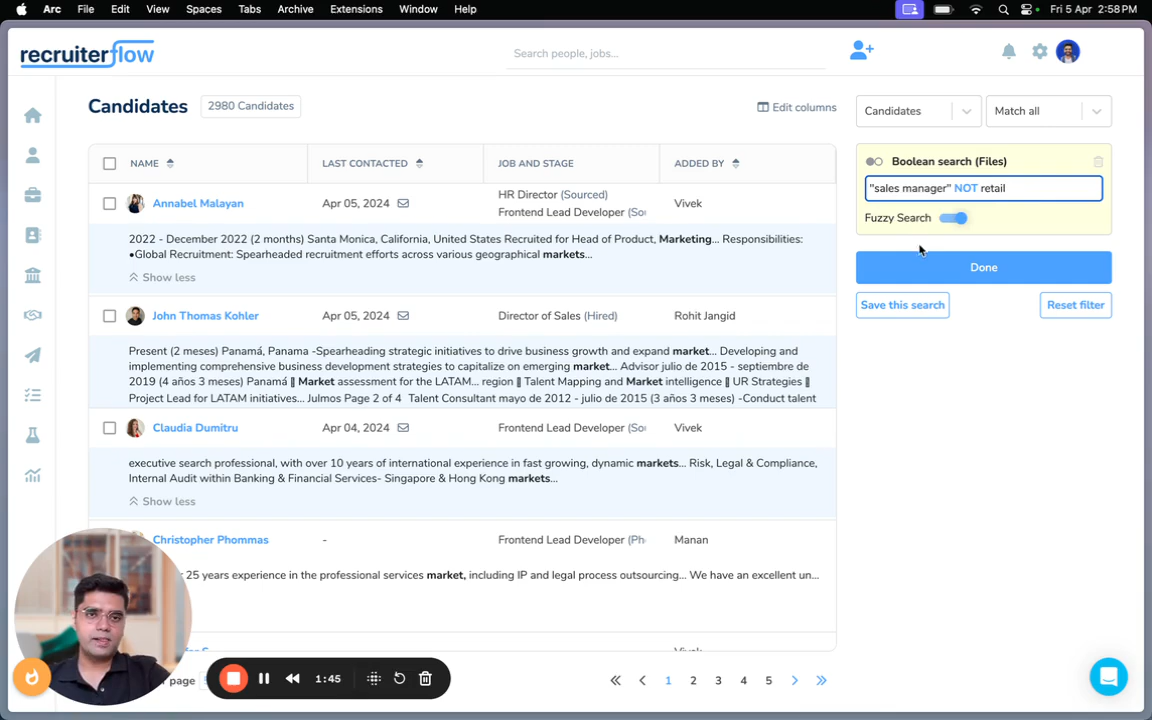 Arc File Edit View Spaces Tabs Archive Extensions Window Help Fri 5 Apr 2:58 PM
recruiterflow Search people, jobs...
Candidates 2980 Candidates Edit columns Candidates Match all
NAME LAST CONTACTED JOB AND STAGE ADDED BY
Boolean search (Files)
"sales manager" NOT retail
Fuzzy Search
Done
Save this search Reset filter
Annabel Malayan Apr 05, 2024 HR Director (Sourced) Vivek
Frontend Lead Developer (Soı
2022 - December 2022 (2 months) Santa Monica, California, United States Recruited for Head of Product, Marketing... Responsibilities:
•Global Recruitment: Spearheaded recruitment efforts across various geographical markets...
Show less
John Thomas Kohler Apr 05, 2024 Director of Sales (Hired) Rohit Jangid
Present (2 meses) Panamá, Panama -Spearheading strategic initiatives to drive business growth and expand market... Developing and
implementing comprehensive business development strategies to capitalize on emerging market... Advisor julio de 2015 - septiembre de
2019 (4 años 3 meses) Panamá ▯ Market assessment for the LATAM... region ▯ Talent Mapping and Market intelligence ▯ UR Strategies ▯
Project Lead for LATAM initiatives... Julmos Page 2 of 4 Talent Consultant mayo de 2012 - julio de 2015 (3 años 3 meses) -Conduct talent
Claudia Dumitru Apr 04, 2024 Frontend Lead Developer (Soı Vivek
executive search professional, with over 10 years of international experience in fast growing, dynamic markets... Risk, Legal & Compliance,
Internal Audit within Banking & Financial Services- Singapore & Hong Kong markets...
Show less
Christopher Phommas - Frontend Lead Developer (Ph Manan
25 years experience in the professional services market, including IP and legal process outsourcing... We have an excellent un...
page 1 2 3 4 5
1:45